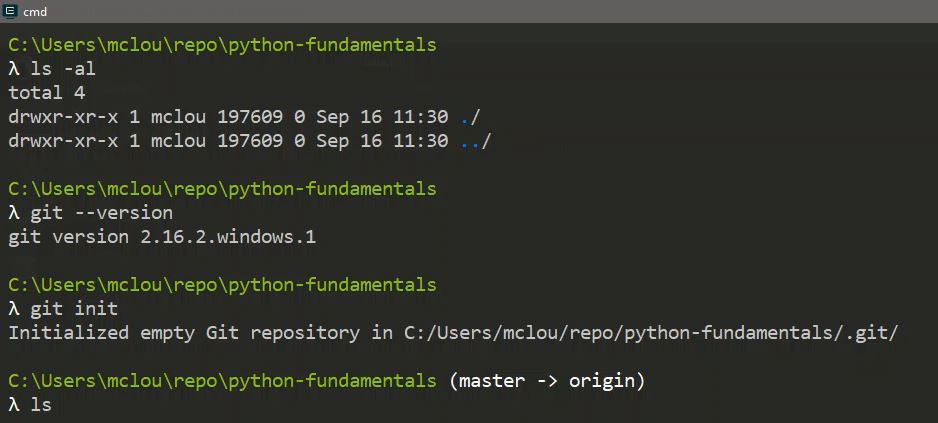 cmd
C:\Users\mclou\repo\python-fundamentals
λ ls -al
total 4
drwxr-xr-x 1 mclou 197609 0 Sep 16 11:30 ./
drwxr-xr-x 1 mclou 197609 0 Sep 16 11:30 ../
C:\Users\mclou\repo\python-fundamentals
λ git --version
git version 2.16.2.windows.1
C:\Users\mclou\repo\python-fundamentals
λ git init
Initialized empty Git repository in C:/Users/mclou/repo/python-fundamentals/.git/
C:\Users\mclou\repo\python-fundamentals (master -> origin)
λ ls